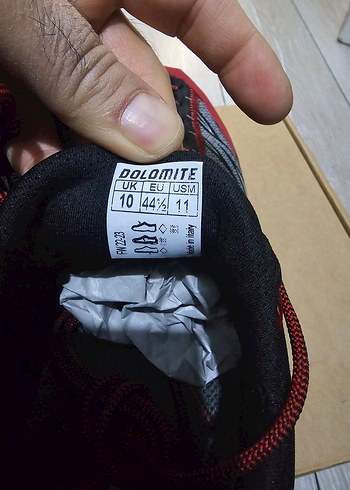 DOLOMITE
UK EU USM
10 44½ 11
FW 22-23
made in italy